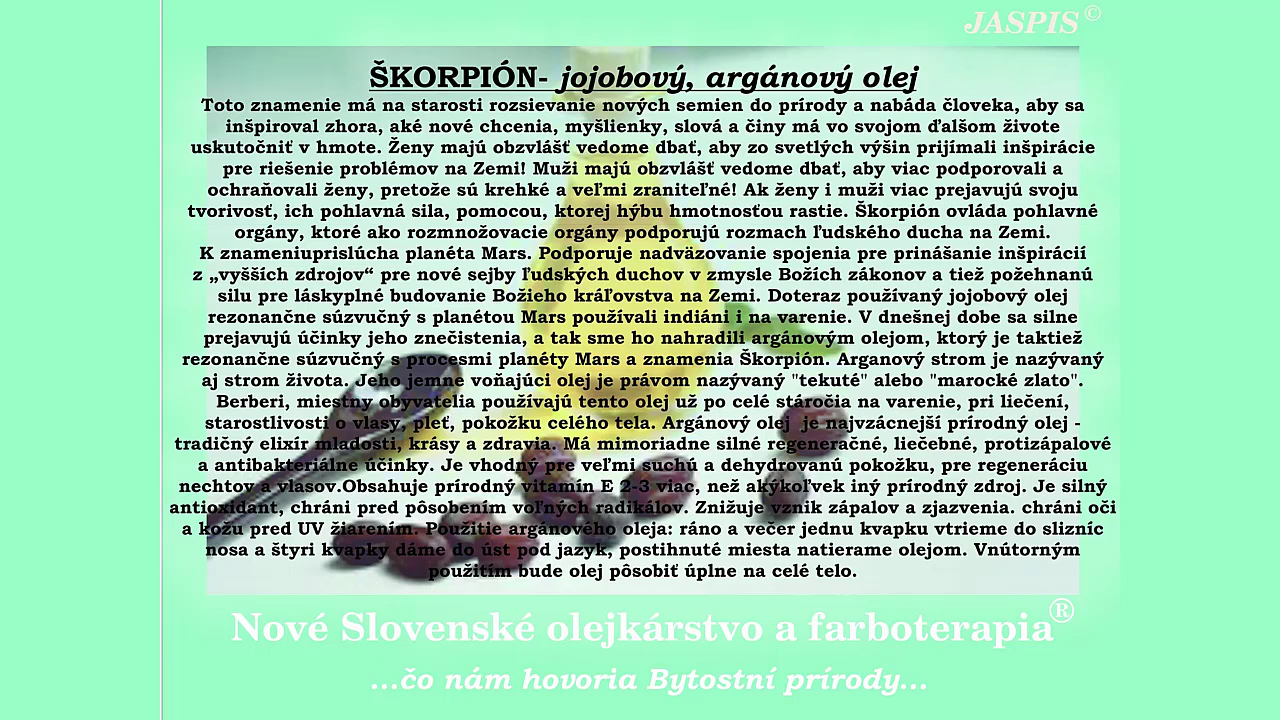 JASPIS©
ŠKORPIÓN- jojobový, argánový olej
Toto znamenie má na starosti rozsievanie nových semien do prírody a nabáda človeka, aby sa
inšpiroval zhora, aké nové chcenia, myšlienky, slová a činy má vo svojom ďalšom živote
uskutočniť v hmote. Ženy majú obzvlášť vedome dbať, aby zo svetlých výšin prijímali inšpirácie
pre riešenie problémov na Zemi! Muži majú obzvlášť vedome dbať, aby viac podporovali a
ochraňovali ženy, pretože sú krehké a veľmi zraniteľné! Ak ženy i muži viac prejavujú svoju
tvorivosť, ich pohlavná sila, pomocou, ktorej hýbu hmotnosťou rastie. Škorpión ovláda pohlavné
orgány, ktoré ako rozmnožovacie orgány podporujú rozmach ľudského ducha na Zemi.
K znameniuprislúcha planéta Mars. Podporuje nadväzovanie spojenia pre prinášanie inšpirácií
z „vyšších zdrojov“ pre nové sejby ľudských duchov v zmysle Božích zákonov a tiež požehnanú
silu pre láskyplné budovanie Božieho kráľovstva na Zemi. Doteraz používaný jojobový olej
rezonančne súzvučný s planétou Mars používali indiáni i na varenie. V dnešnej dobe sa silne
prejavujú účinky jeho znečistenia, a tak sme ho nahradili argánovým olejom, ktorý je taktiež
rezonančne súzvučný s procesmi planéty Mars a znamenia Škorpión. Arganový strom je nazývaný
aj strom života. Jeho jemne voňajúci olej je právom nazývaný "tekuté" alebo "marocké zlato".
Berberi, miestny obyvatelia používajú tento olej už po celé stáročia na varenie, pri liečení,
starostlivosti o vlasy, pleť, pokožku celého tela. Argánový olej  je najvzácnejší prírodný olej -
tradičný elixír mladosti, krásy a zdravia. Má mimoriadne silné regeneračné, liečebné, protizápalové
a antibakteriálne účinky. Je vhodný pre veľmi suchú a dehydrovanú pokožku, pre regeneráciu
nechtov a vlasov.Obsahuje prírodný vitamín E 2-3 viac, než akýkoľvek iný prírodný zdroj. Je silný
antioxidant, chráni pred pôsobením voľných radikálov. Znižuje vznik zápalov a zjazvenia. chráni oči
a kožu pred UV žiarením. Použitie argánového oleja: ráno a večer jednu kvapku vtrieme do slizníc
nosa a štyri kvapky dáme do úst pod jazyk, postihnuté miesta natierame olejom. Vnútorným
použitím bude olej pôsobiť úplne na celé telo.
Nové Slovenské olejkárstvo a farboterapia®
...čo nám hovoria Bytostní prírody...